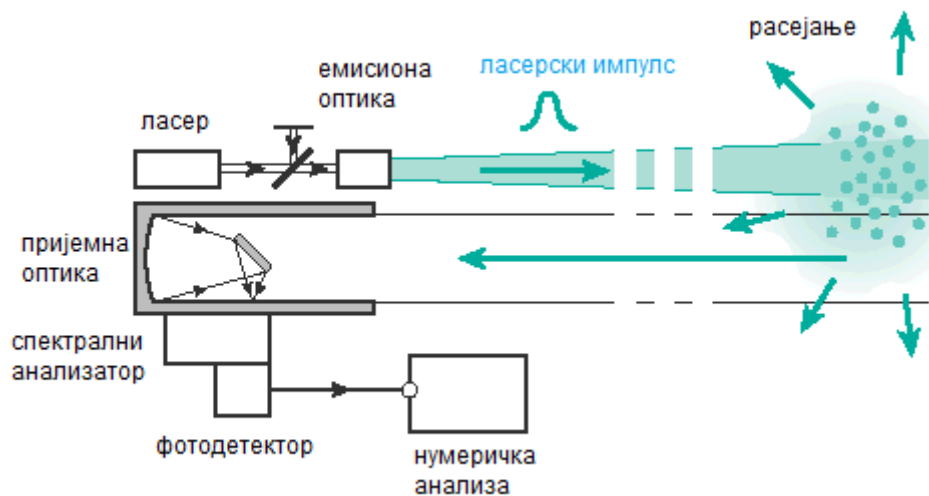 расејање
емисиона
оптика
ласерски импулс
ласер
пријемна
оптика
спектрални
анализатор
фотодетектор
нумеричка
анализа